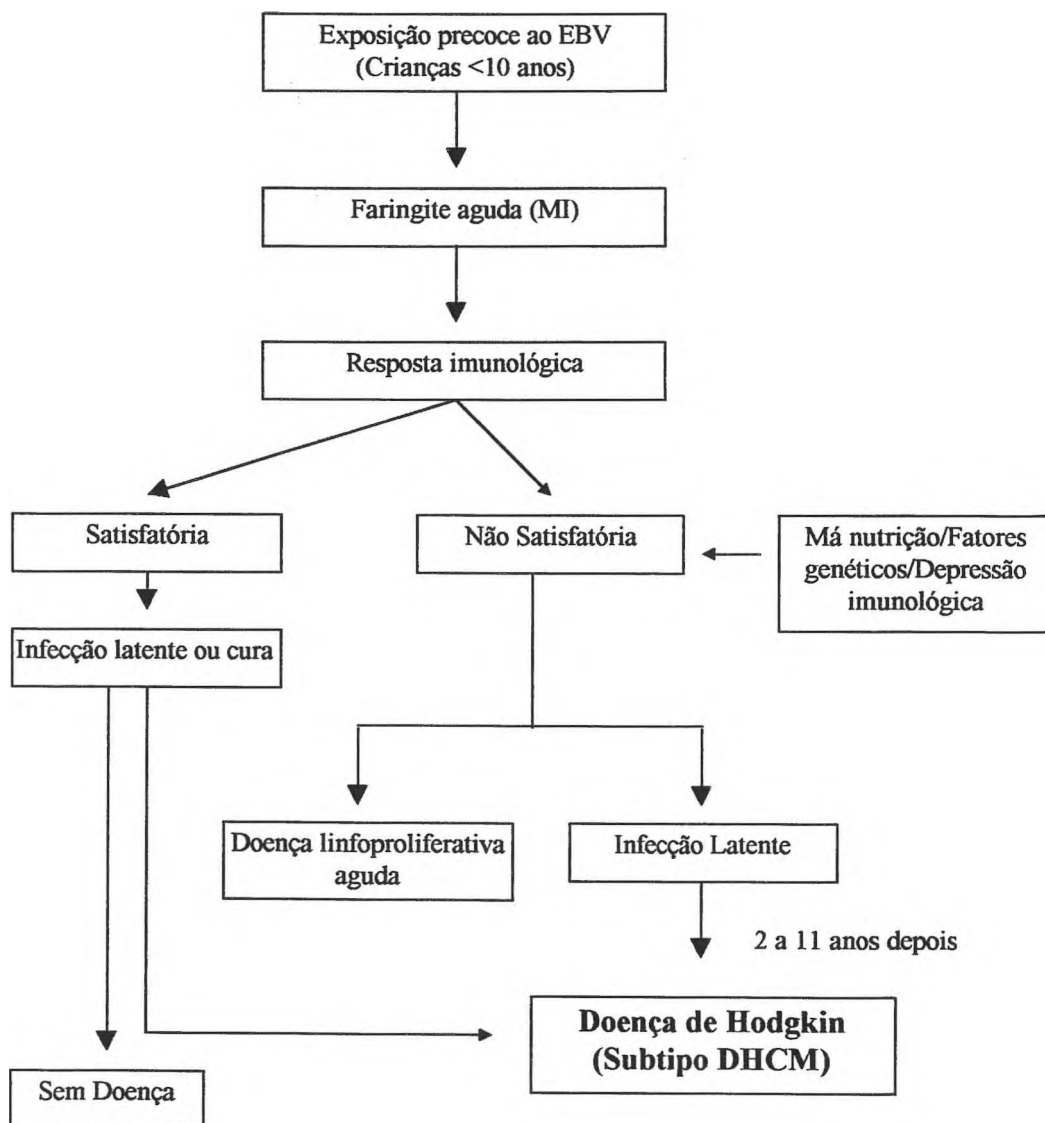 Exposição precoce ao EBV
(Crianças <10 anos)
Faringite aguda (MI)
Resposta imunológica
Satisfatória
Não Satisfatória
Má nutrição/Fatores
genéticos/Depressão
imunológica
Infecção latente ou cura
Doença linfoproliferativa
aguda
Infecção Latente
2 a 11 anos depois
Doença de Hodgkin
(Subtipo DHCM)
Sem Doença